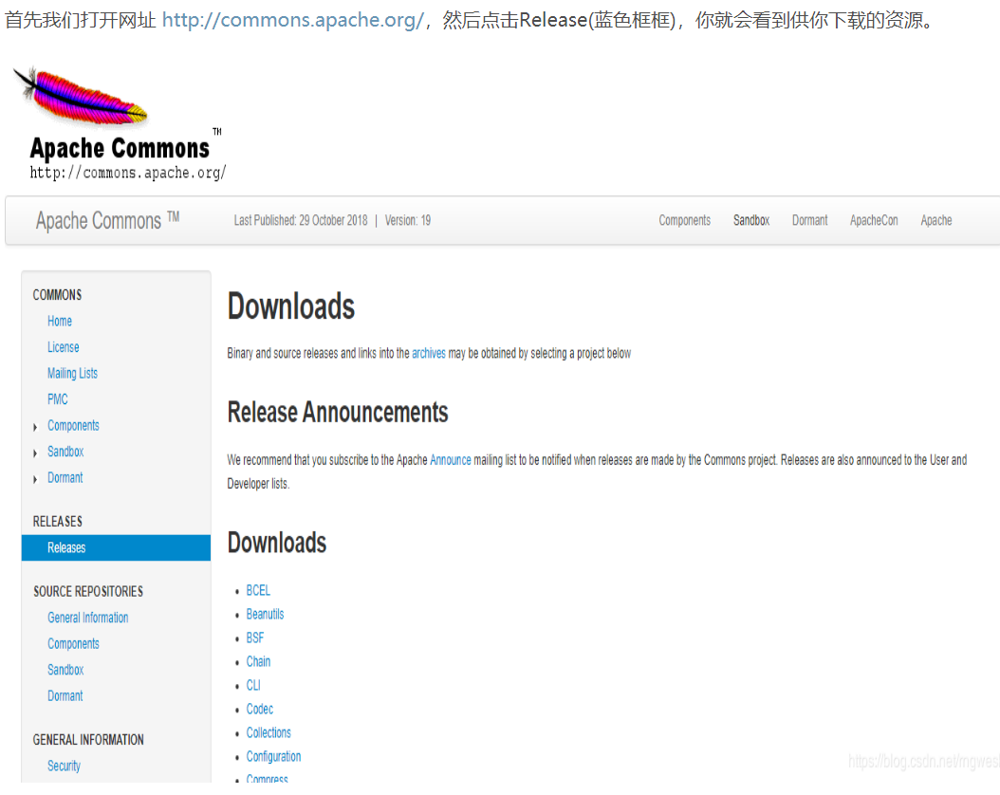 首先我们打开网址 http://commons.apache.org/，然后点击Release(蓝色框框)，你就会看到供你下载的资源。
Apache Commons TM
http://commons.apache.org/
Apache Commons TM
Last Published: 29 October 2018 | Version: 19
Components Sandbox Dormant ApacheCon Apache
COMMONS
Home
License
Mailing Lists
PMC
Components
Sandbox
Dormant
RELEASES
Releases
SOURCE REPOSITORIES
General Information
Components
Sandbox
Dormant
GENERAL INFORMATION
Security
Downloads
Binary and source releases and links into the archives may be obtained by selecting a project below
Release Announcements
We recommend that you subscribe to the Apache Announce mailing list to be notified when releases are made by the Commons project. Releases are also announced to the User and
Developer lists.
Downloads
BCEL
Beanutils
BSF
Chain
CLI
Codec
Collections
Configuration
Compress